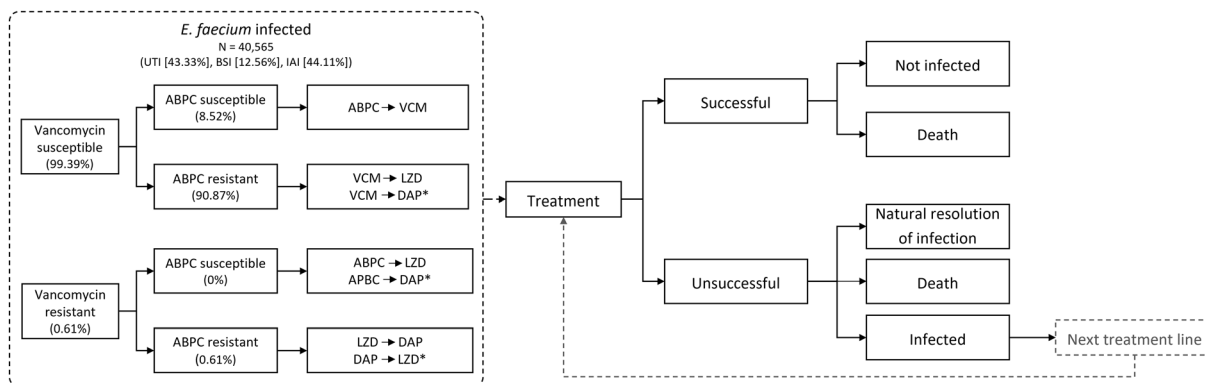 E. faecium infected
N = 40,565
(UTI [43.33%], BSI [12.56%], IAI [44.11%])
Vancomycin
susceptible
(99.39%)
ABPC susceptible
(8.52%)
ABPC → VCM
ABPC resistant
(90.87%)
VCM → LZD
VCM → DAP*
Vancomycin
resistant
(0.61%)
ABPC susceptible
(0%)
ABPC → LZD
APBC → DAP*
ABPC resistant
(0.61%)
LZD → DAP
DAP → LZD*
Treatment
Successful
Not infected
Death
Unsuccessful
Natural resolution
of infection
Death
Infected
Next treatment line